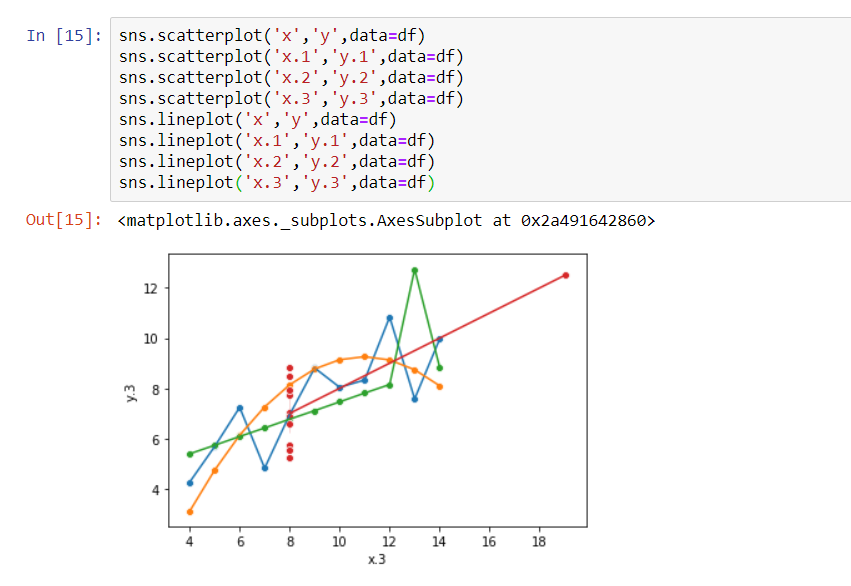 In [15]: sns.scatterplot('x','y',data=df)
sns.scatterplot('x.1','y.1',data=df)
sns.scatterplot('x.2','y.2',data=df)
sns.scatterplot('x.3','y.3',data=df)
sns.lineplot('x','y',data=df)
sns.lineplot('x.1','y.1',data=df)
sns.lineplot('x.2','y.2',data=df)
sns.lineplot('x.3','y.3',data=df)
Out[15]: <matplotlib.axes._subplots.AxesSubplot at 0x2a491642860>
12
10
8
6
4
y.3
4 6 8 10 12 14 16 18
x.3